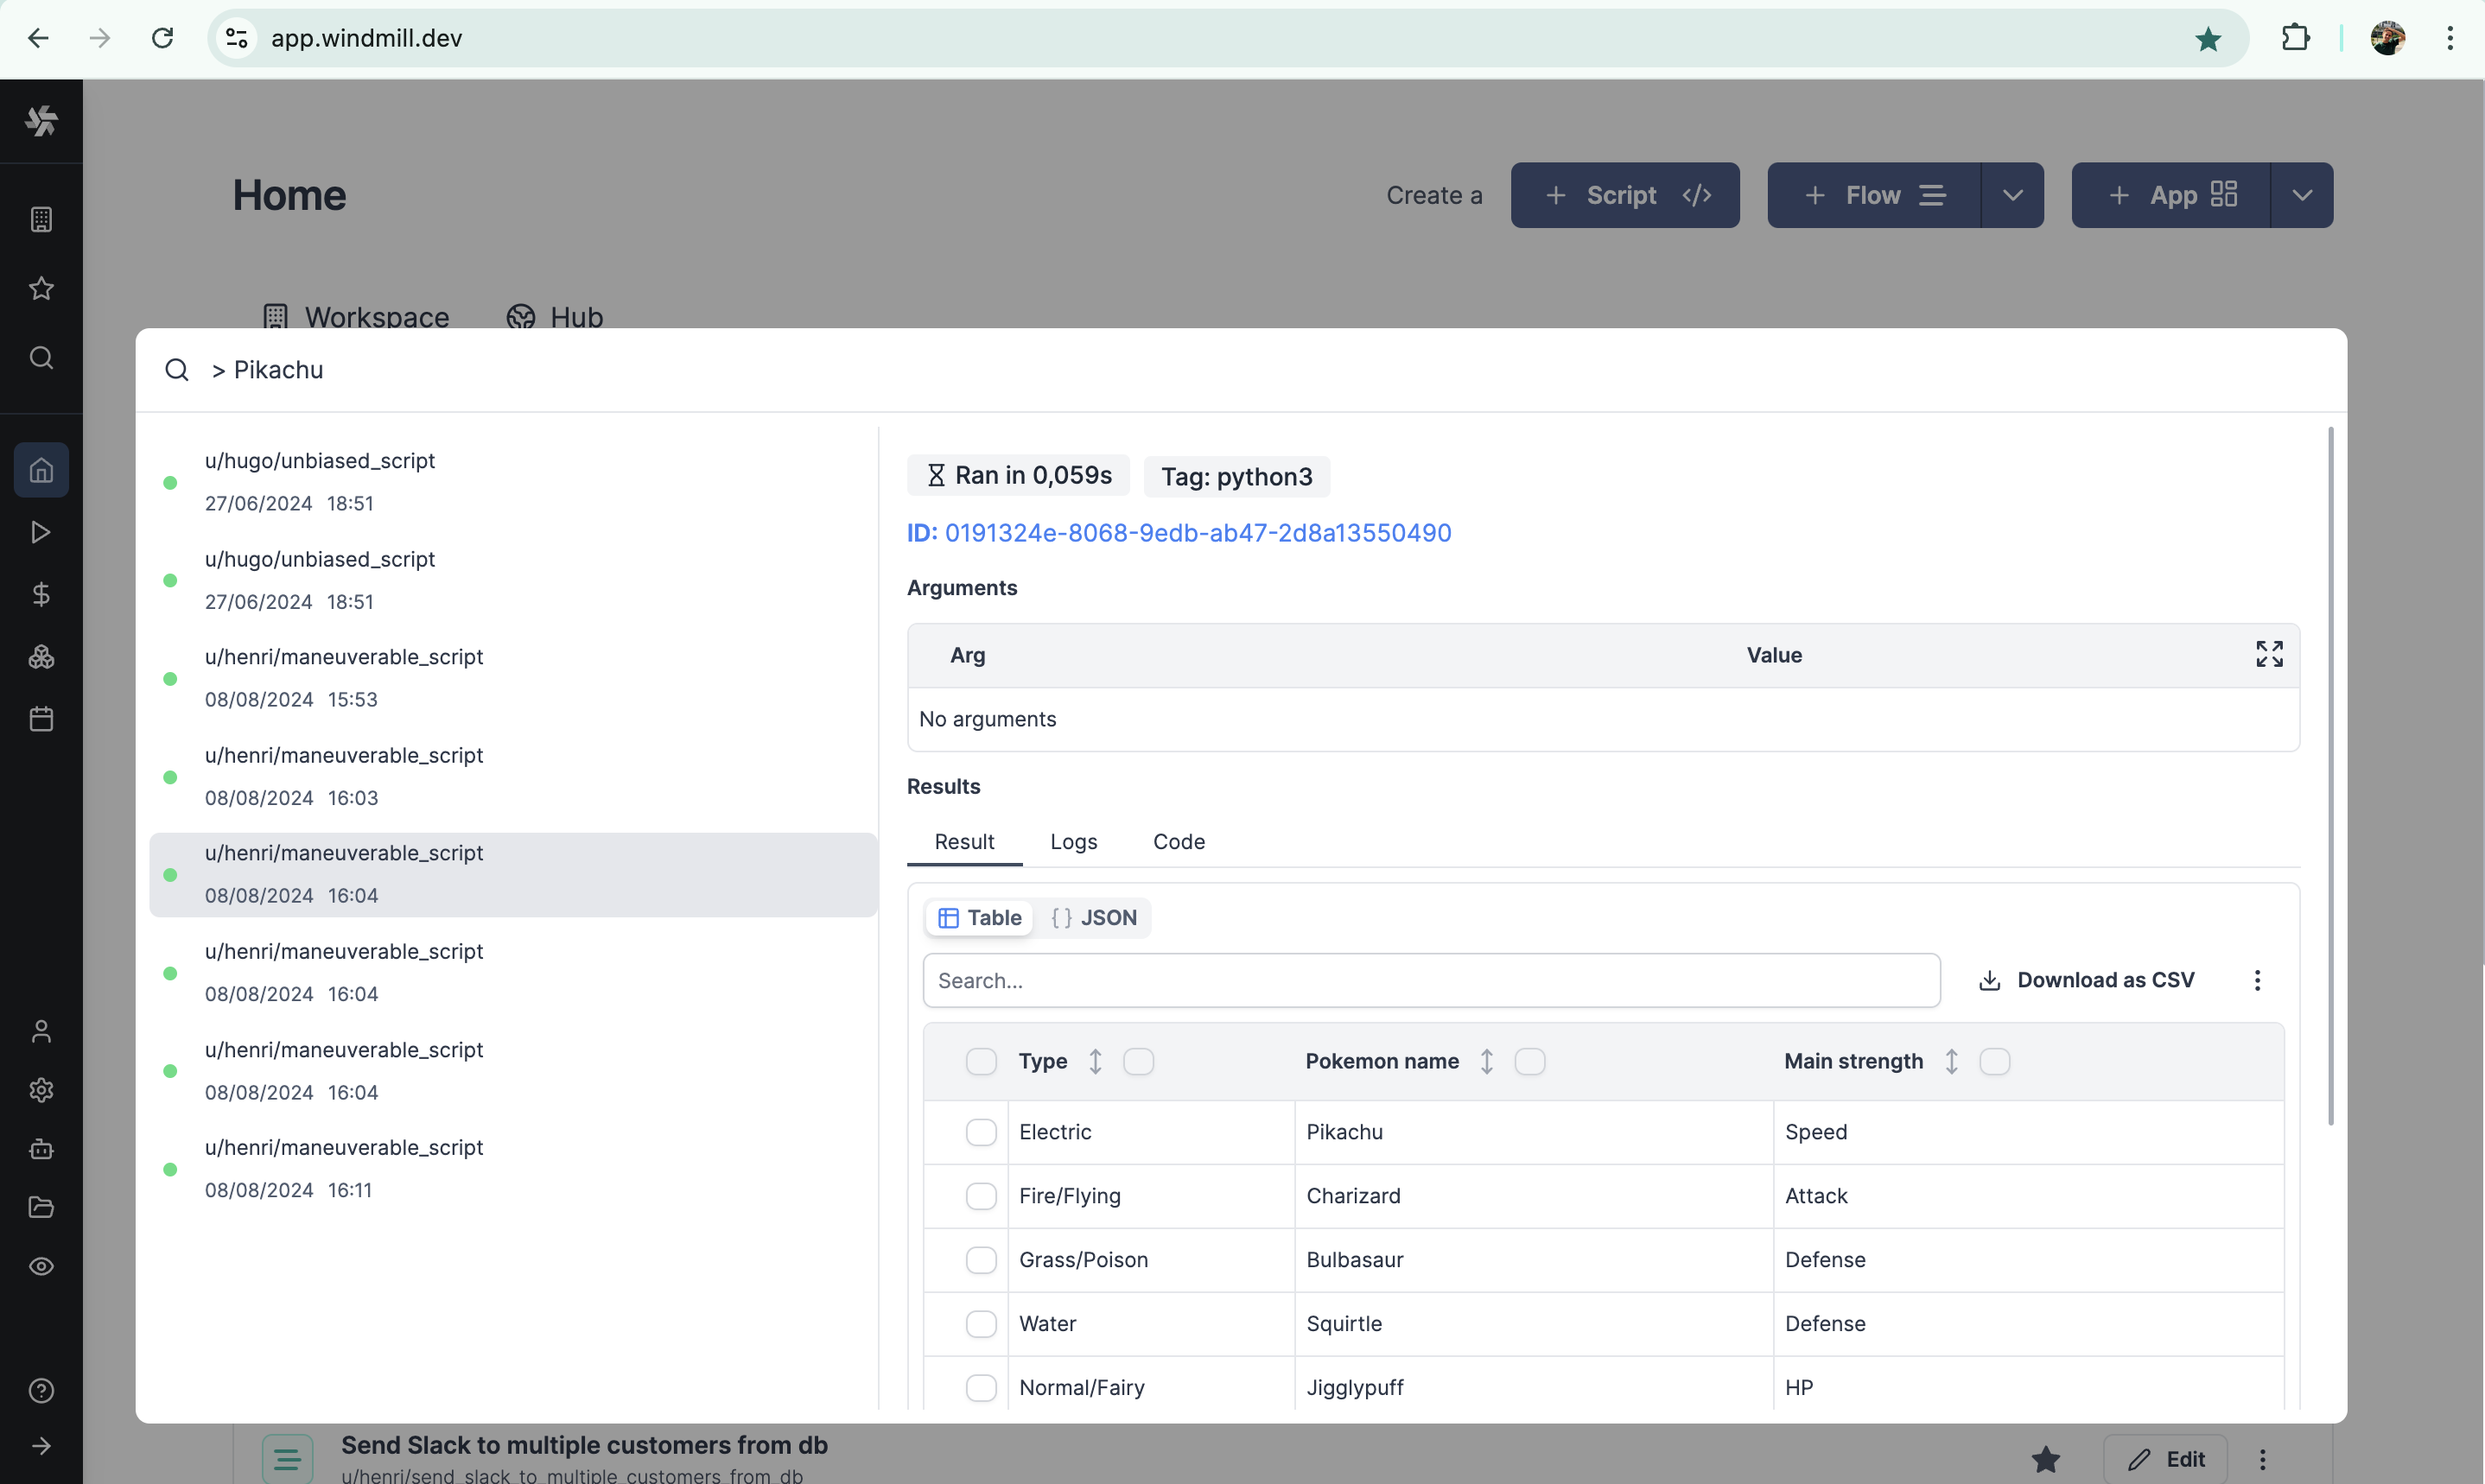 app.windmill.dev
Home
Create a
+ Script </>
+ Flow
+ App
Workspace
Hub
> Pikachu
u/hugo/unbiased_script
27/06/2024 18:51
u/hugo/unbiased_script
27/06/2024 18:51
u/henri/maneuverable_script
08/08/2024 15:53
u/henri/maneuverable_script
08/08/2024 16:03
u/henri/maneuverable_script
08/08/2024 16:04
u/henri/maneuverable_script
08/08/2024 16:04
u/henri/maneuverable_script
08/08/2024 16:04
u/henri/maneuverable_script
08/08/2024 16:11
Ran in 0,059s
Tag: python3
ID: 0191324e-8068-9edb-ab47-2d8a13550490
Arguments
Arg Value
No arguments
Results
Result Logs Code
Table {} JSON
Search...
Download as CSV
Type Pokemon name Main strength
Electric Pikachu Speed
Fire/Flying Charizard Attack
Grass/Poison Bulbasaur Defense
Water Squirtle Defense
Normal/Fairy Jigglypuff HP
Send Slack to multiple customers from db
u/henri/send_slack_to_multiple_customers_from_db
Edit